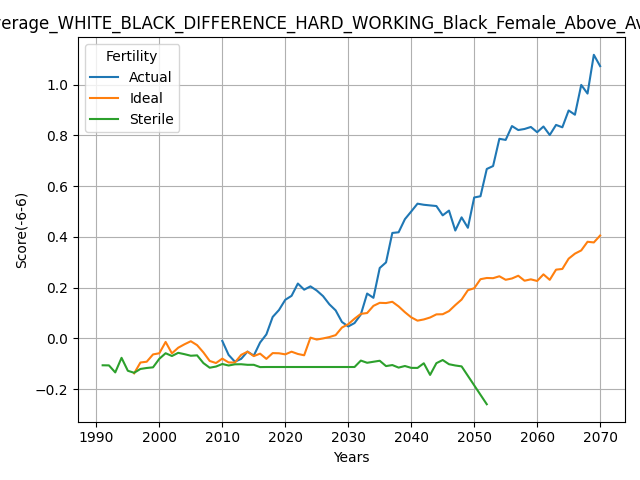 verage_WHITE_BLACK_DIFFERENCE_HARD_WORKING_Black_Female_Above_Av
Fertility
Actual
Ideal
Sterile
Score(-6-6)
1.0
0.8
0.6
0.4
0.2
0.0
−0.2
1990 2000 2010 2020 2030 2040 2050 2060 2070
Years